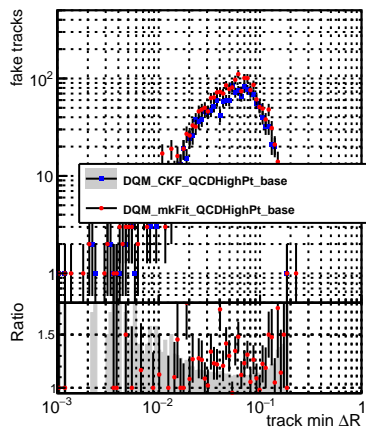 fake tracks
10²
10
1
DQM_CKF_QCDHighPt_base
DQM_mkFit_QCDHighPt_base
Ratio
1.5
1
10⁻³
10⁻²
10⁻¹
1
track min ΔR